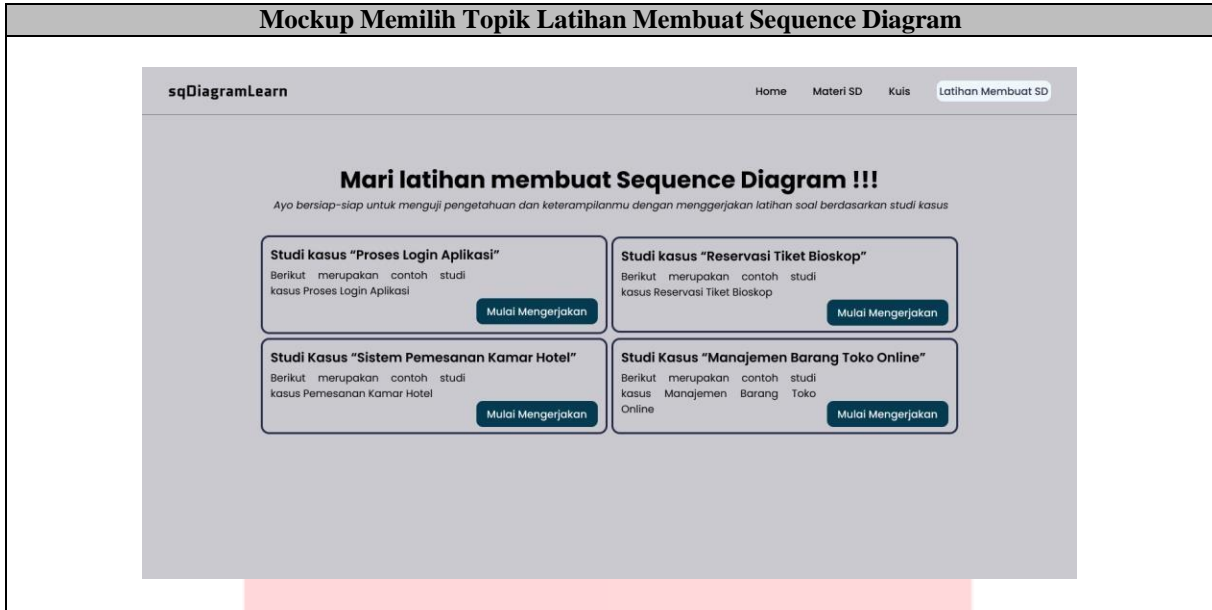 Mockup Memilih Topik Latihan Membuat Sequence Diagram
sqDiagramLearn
Home Materi SD Kuis Latihan Membuat SD
Mari latihan membuat Sequence Diagram !!!
Ayo bersiap-siap untuk menguji pengetahuan dan keterampilanmu dengan menggerjakan latihan soal berdasarkan studi kasus
Studi kasus “Proses Login Aplikasi”
Berikut merupakan contoh studi
kasus Proses Login Aplikasi
Mulai Mengerjakan
Studi kasus “Reservasi Tiket Bioskop”
Berikut merupakan contoh studi
kasus Reservasi Tiket Bioskop
Mulai Mengerjakan
Studi Kasus “Sistem Pemesanan Kamar Hotel”
Berikut merupakan contoh studi
kasus Pemesanan Kamar Hotel
Mulai Mengerjakan
Studi Kasus “Manajemen Barang Toko Online”
Berikut merupakan contoh studi
kasus Manajemen Barang Toko
Online
Mulai Mengerjakan